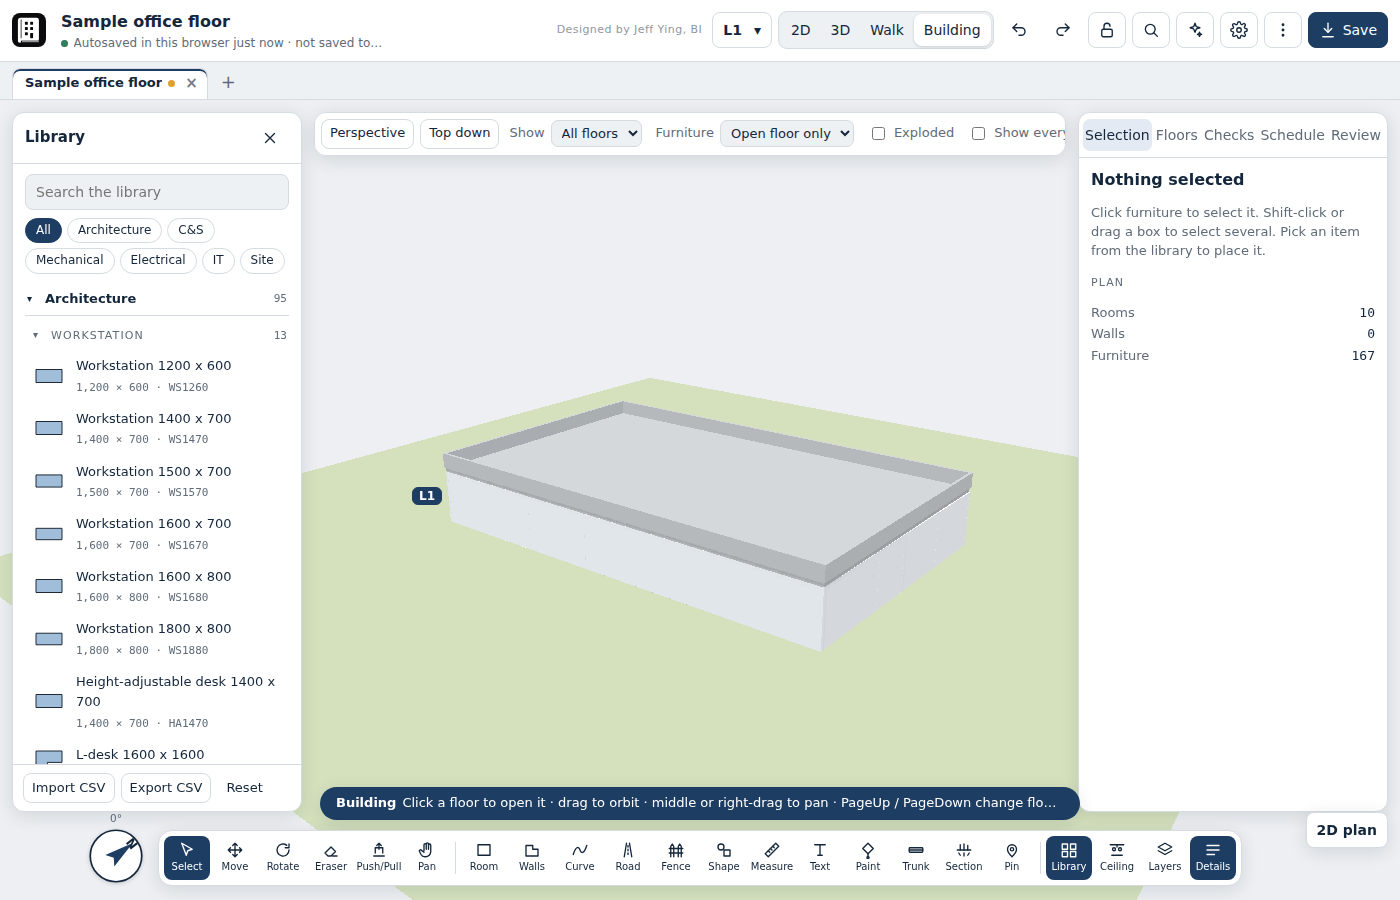 Sample office floor
Autosaved in this browser just now · not saved to…
Designed by Jeff Ying, BI
L1 ▾
2D 3D Walk Building
Save
Sample office floor ● × +
Library
Search the library
All Architecture C&S
Mechanical Electrical IT Site
▾ Architecture 95
▾ WORKSTATION 13
Workstation 1200 x 600
1,200 × 600 · WS1260
Workstation 1400 x 700
1,400 × 700 · WS1470
Workstation 1500 x 700
1,500 × 700 · WS1570
Workstation 1600 x 700
1,600 × 700 · WS1670
Workstation 1600 x 800
1,600 × 800 · WS1680
Workstation 1800 x 800
1,800 × 800 · WS1880
Height-adjustable desk 1400 x
700
1,400 × 700 · HA1470
L-desk 1600 x 1600
Import CSV Export CSV Reset
Perspective Top down Show All floors Furniture Open floor only Exploded Show every
L1
Building Click a floor to open it · drag to orbit · middle or right-drag to pan · PageUp / PageDown change flo…
Selection Floors Checks Schedule Review
Nothing selected
Click furniture to select it. Shift-click or
drag a box to select several. Pick an item
from the library to place it.
PLAN
Rooms 10
Walls 0
Furniture 167
2D plan
0°
N
Select Move Rotate Eraser Push/Pull Pan Room Walls Curve Road Fence Shape Measure Text Paint Trunk Section Pin Library Ceiling Layers Details